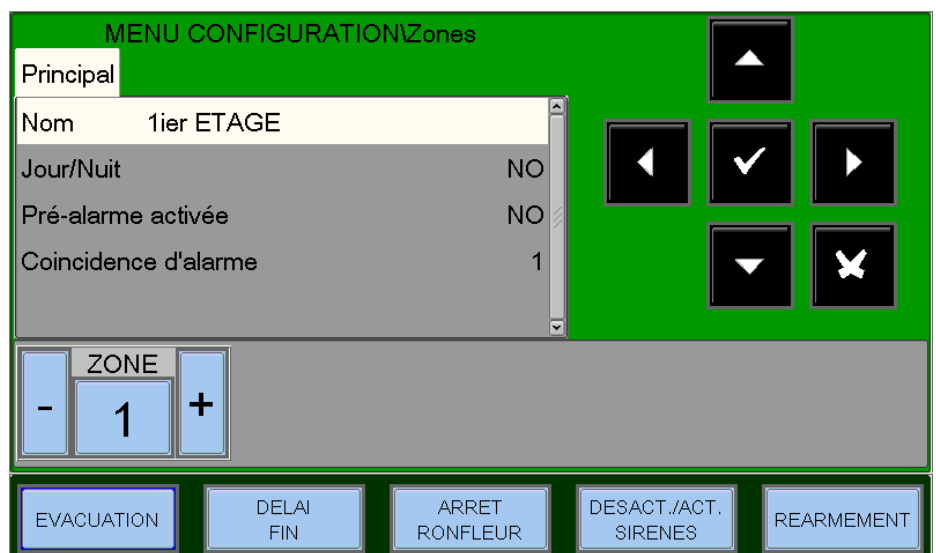 MENU CONFIGURATION\Zones
Principal
Nom 1ier ETAGE
Jour/Nuit NO
Pré-alarme activée NO
Coincidence d'alarme 1
ZONE
- 1 +
EVACUATION
DELAI
FIN
ARRET
RONFLEUR
DESACT./ACT.
SIRENES
REARMEMENT